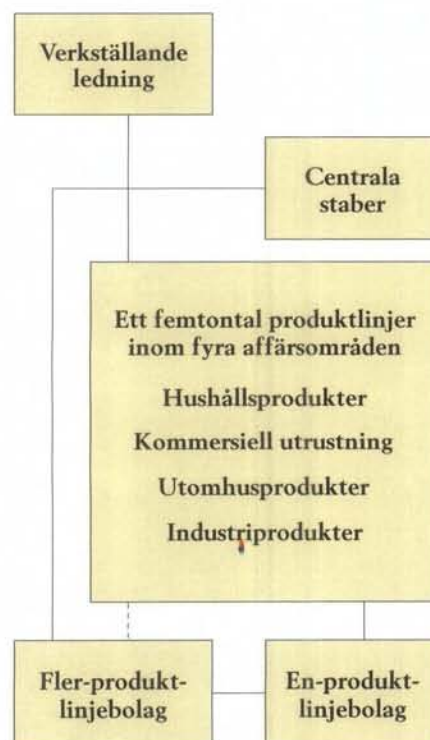 Verkställande
ledning
Centrala
staber
Ett femtontal produktlinjer
inom fyra affärsområden
Hushållsprodukter
Kommersiell utrustning
Utomhusprodukter
Industriprodukter
Fler-produkt-
linjebolag
En-produkt-
linjebolag